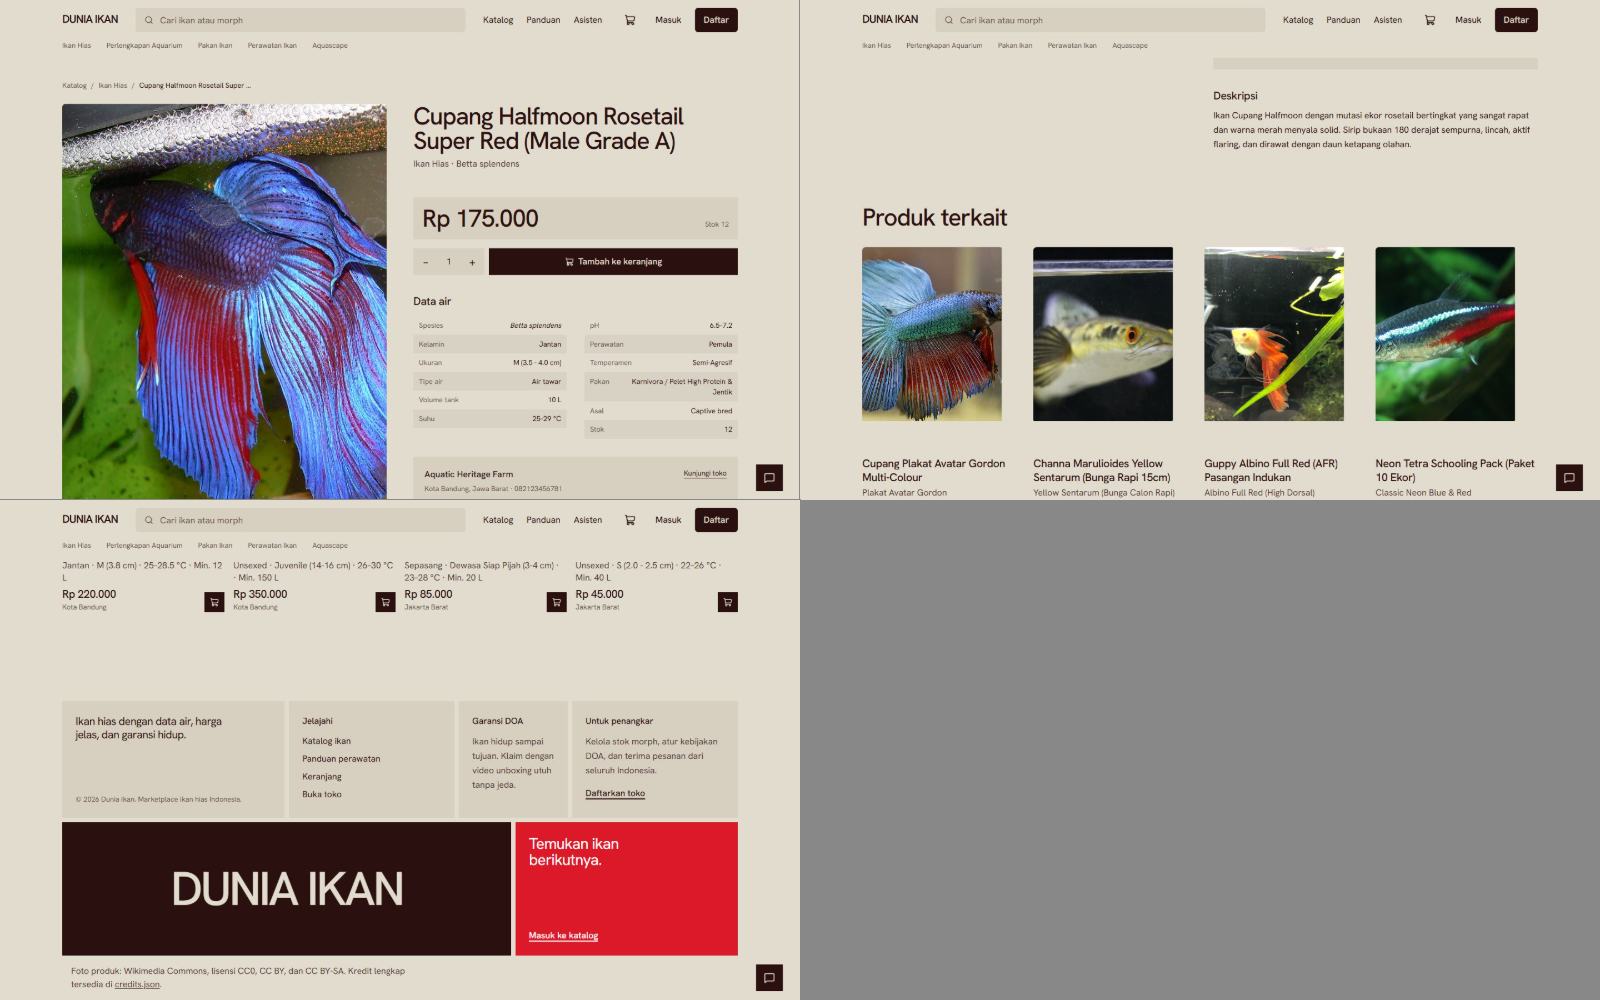 DUNIA IKAN
Cari ikan atau morph
Katalog
Panduan
Asisten
Masuk
Daftar
Ikan Hias
Perlengkapan Aquarium
Pakan Ikan
Perawatan Ikan
Aquascape
Katalog / Ikan Hias / Cupang Halfmoon Rosetail Super ...
Cupang Halfmoon Rosetail
Super Red (Male Grade A)
Ikan Hias · Betta splendens
Rp 175.000
Stok 12
− 1 +
Tambah ke keranjang
Data air
Spesies Betta splendens
Kelamin Jantan
Ukuran M (3.5 - 4.0 cm)
Tipe air Air tawar
Volume tank 10 L
Suhu 25-29 °C
pH 6.5-7.2
Perawatan Pemula
Temperamen Semi-Agresif
Pakan Karnivora / Pelet High Protein &
Jentik
Asal Captive bred
Stok 12
Aquatic Heritage Farm
Kunjungi toko
Kota Bandung, Jawa Barat · 082123456781
DUNIA IKAN
Cari ikan atau morph
Katalog
Panduan
Asisten
Masuk
Daftar
Ikan Hias
Perlengkapan Aquarium
Pakan Ikan
Perawatan Ikan
Aquascape
Deskripsi
Ikan Cupang Halfmoon dengan mutasi ekor rosetail bertingkat yang sangat rapat
dan warna merah menyala solid. Sirip bukaan 180 derajat sempurna, lincah, aktif
flaring, dan dirawat dengan daun ketapang olahan.
Produk terkait
Cupang Plakat Avatar Gordon
Multi-Colour
Plakat Avatar Gordon
Channa Marulioides Yellow
Sentarum (Bunga Rapi 15cm)
Yellow Sentarum (Bunga Calon Rapi)
Guppy Albino Full Red (AFR)
Pasangan Indukan
Albino Full Red (High Dorsal)
Neon Tetra Schooling Pack (Paket
10 Ekor)
Classic Neon Blue & Red
DUNIA IKAN
Cari ikan atau morph
Katalog
Panduan
Asisten
Masuk
Daftar
Ikan Hias
Perlengkapan Aquarium
Pakan Ikan
Perawatan Ikan
Aquascape
Jantan · M (3.8 cm) · 25-28.5 °C · Min. 12
L
Rp 220.000
Kota Bandung
Unsexed · Juvenile (14-16 cm) · 26-30 °C
· Min. 150 L
Rp 350.000
Kota Bandung
Sepasang · Dewasa Siap Pijah (3-4 cm) ·
23-28 °C · Min. 20 L
Rp 85.000
Jakarta Barat
Unsexed · S (2.0 - 2.5 cm) · 22-26 °C ·
Min. 40 L
Rp 45.000
Jakarta Barat
Ikan hias dengan data air, harga
jelas, dan garansi hidup.
© 2026 Dunia Ikan. Marketplace ikan hias Indonesia.
Jelajahi
Katalog ikan
Panduan perawatan
Keranjang
Buka toko
Garansi DOA
Ikan hidup sampai
tujuan. Klaim dengan
video unboxing utuh
tanpa jeda.
Untuk penangkar
Kelola stok morph, atur kebijakan
DOA, dan terima pesanan dari
seluruh Indonesia.
Daftarkan toko
DUNIA IKAN
Temukan ikan
berikutnya.
Masuk ke katalog
Foto produk: Wikimedia Commons, lisensi CC0, CC BY, dan CC BY-SA. Kredit lengkap
tersedia di credits.json.